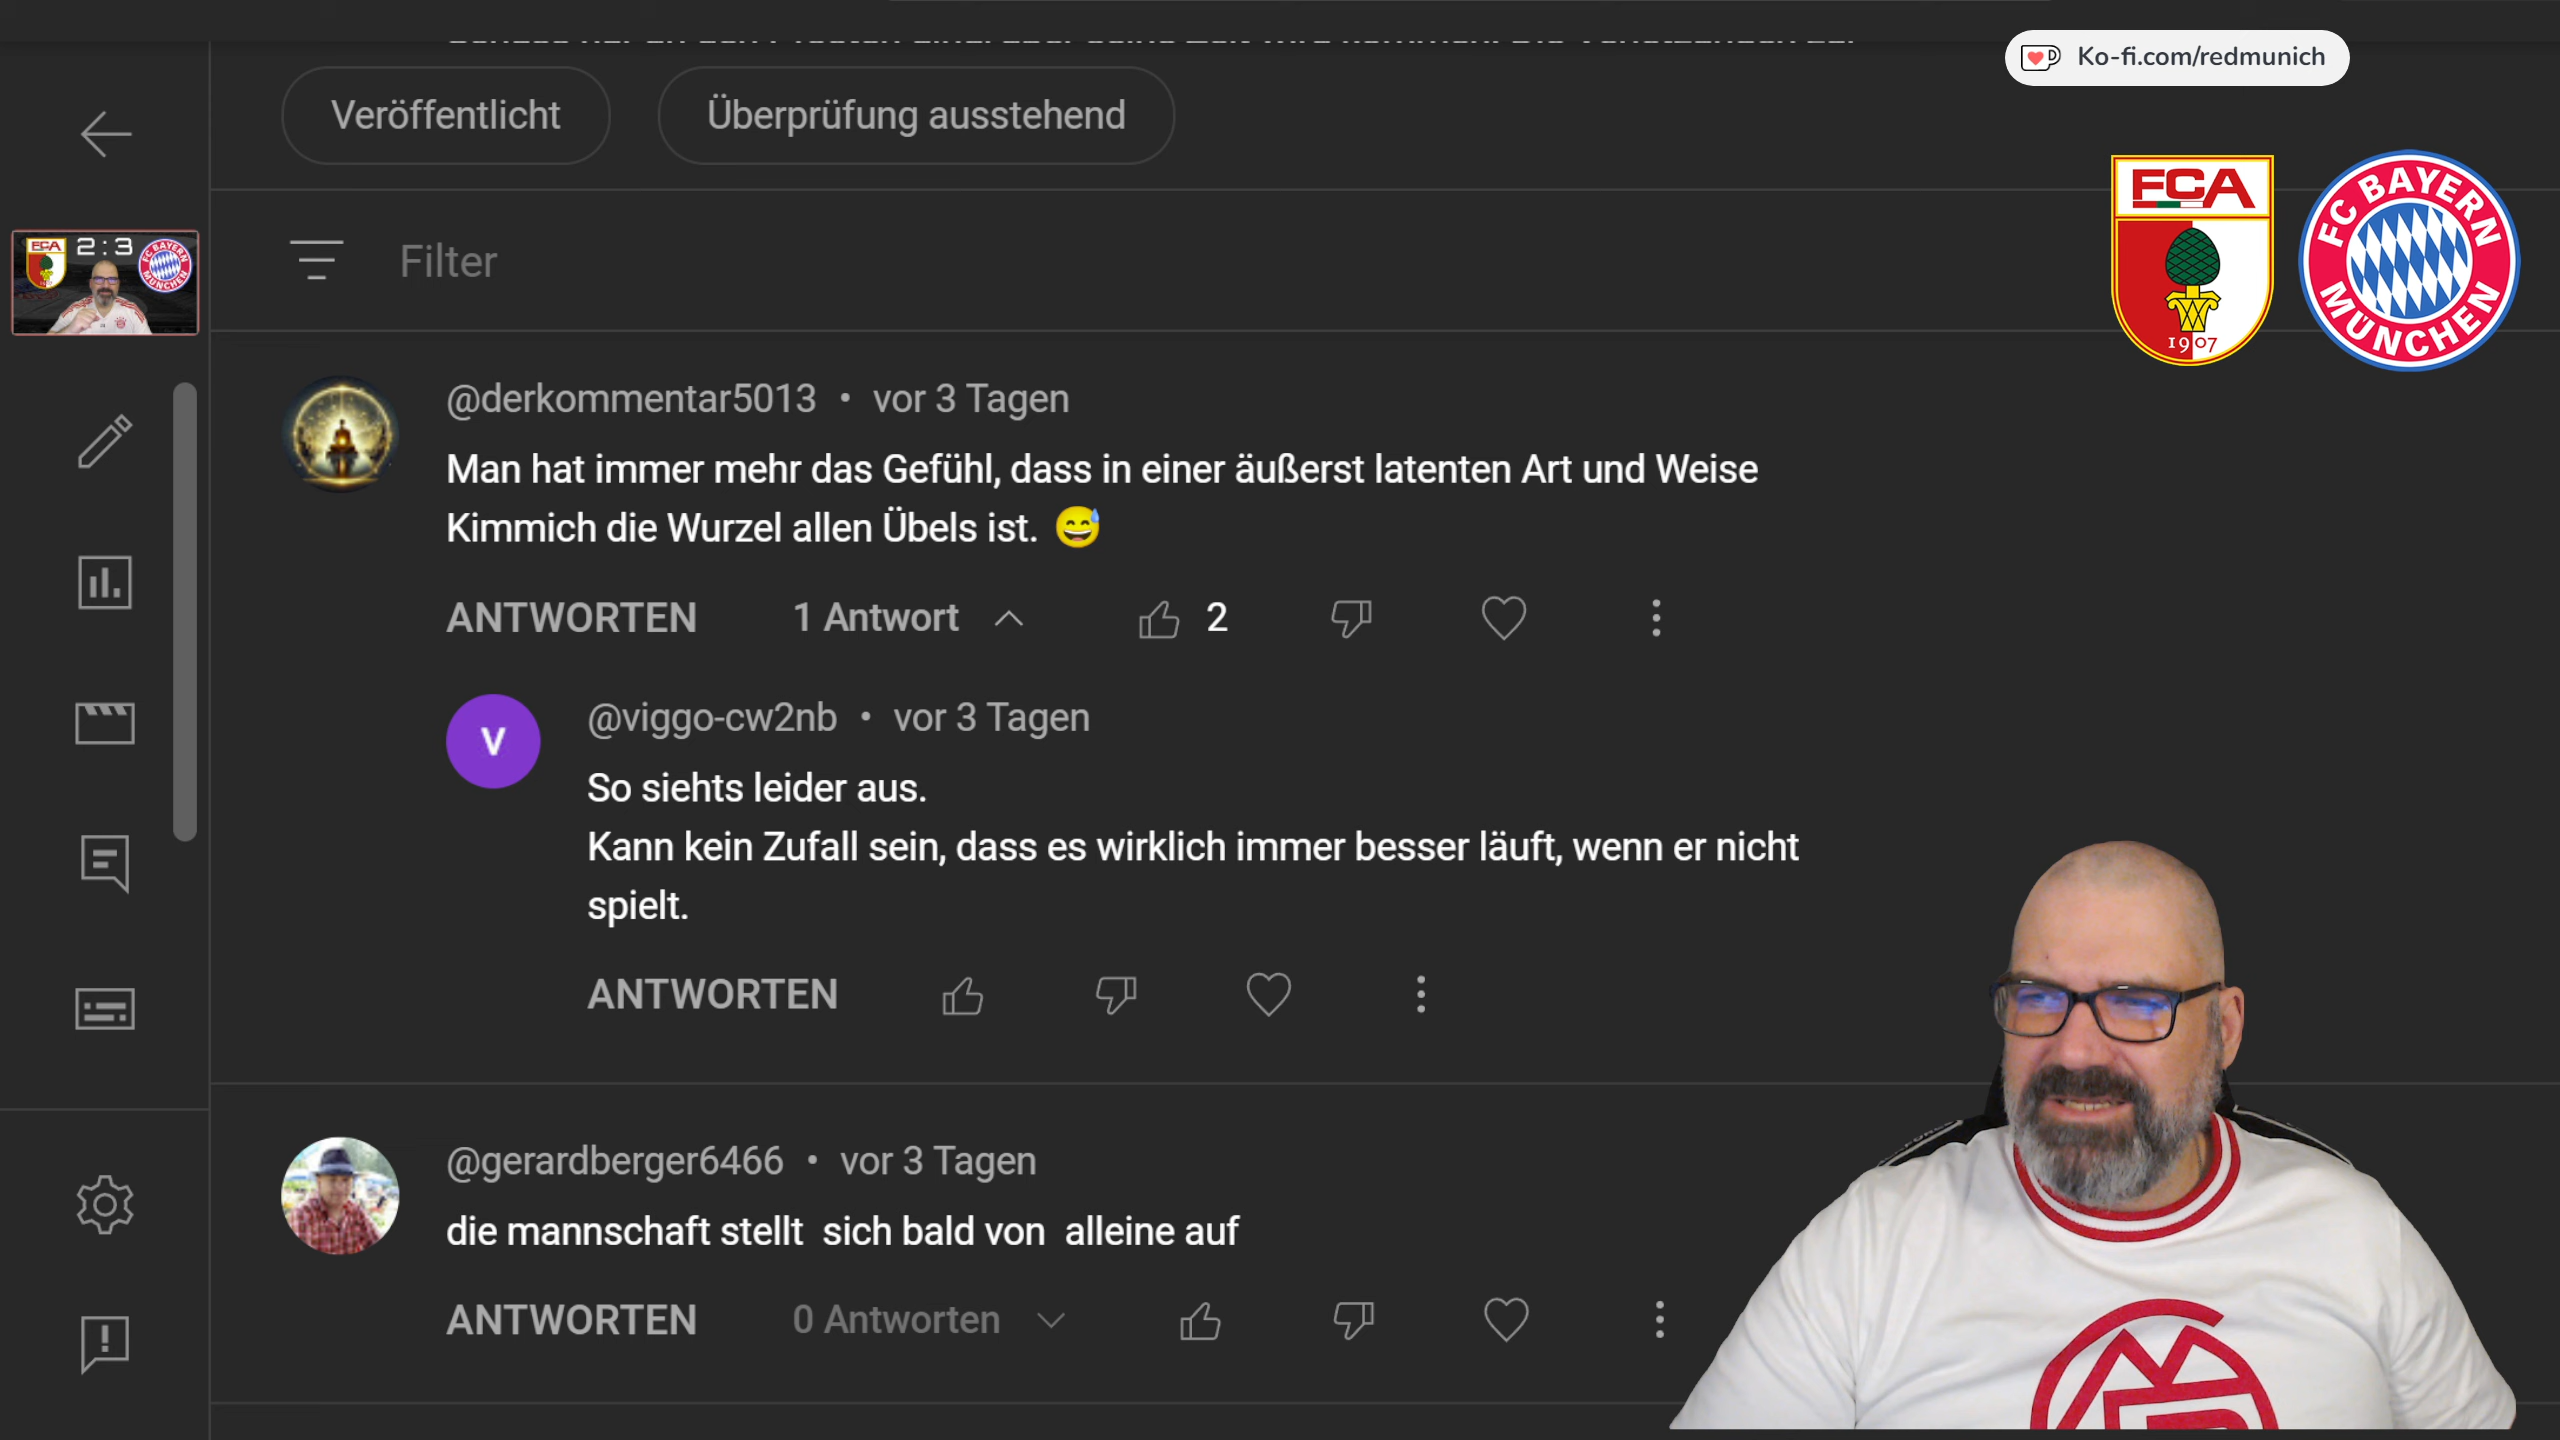 Ko-fi.com/redmunich
Veröffentlicht
Überprüfung ausstehend
Filter
FCA
1907
FC BAYERN
MÜNCHEN
FCA
2:3
FC BAYERN
MÜNCHEN
@derkommentar5013 • vor 3 Tagen
Man hat immer mehr das Gefühl, dass in einer äußerst latenten Art und Weise
Kimmich die Wurzel allen Übels ist. 😅
ANTWORTEN
1 Antwort
2
V
@viggo-cw2nb • vor 3 Tagen
So siehts leider aus.
Kann kein Zufall sein, dass es wirklich immer besser läuft, wenn er nicht
spielt.
ANTWORTEN
@gerardberger6466 • vor 3 Tagen
die mannschaft stellt sich bald von alleine auf
ANTWORTEN
0 Antworten